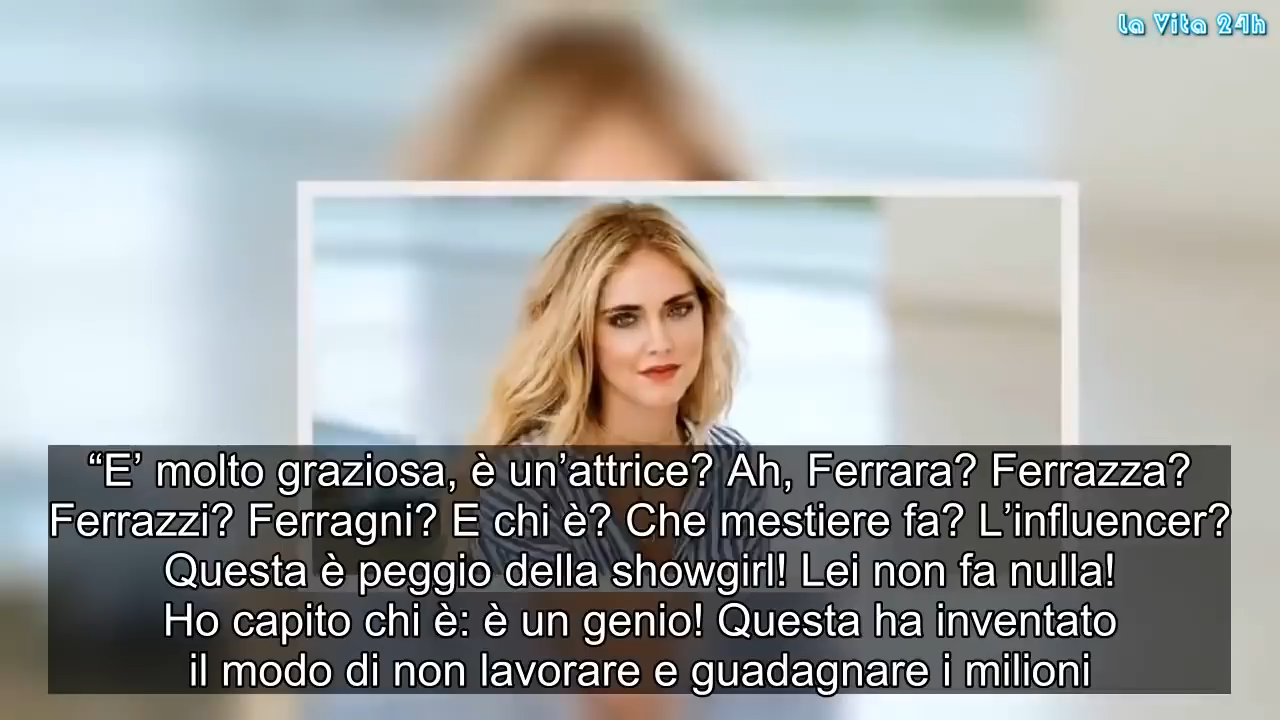 la Vita 24h
“E’ molto graziosa, è un’attrice? Ah, Ferrara? Ferrazza?
Ferrazzi? Ferragni? E chi è? Che mestiere fa? L’influencer?
Questa è peggio della showgirl! Lei non fa nulla!
Ho capito chi è: è un genio! Questa ha inventato
il modo di non lavorare e guadagnare i milioni